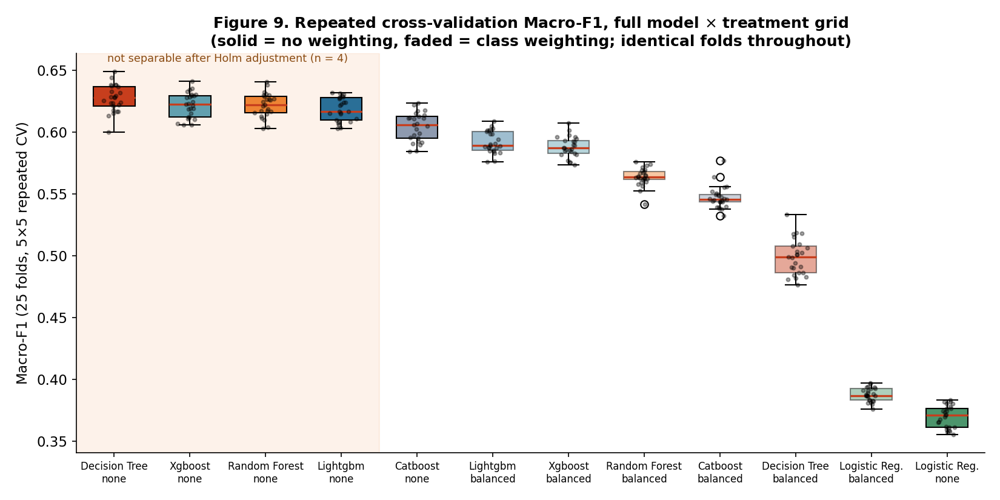 Figure 9. Repeated cross-validation Macro-F1, full model × treatment grid
(solid = no weighting, faded = class weighting; identical folds throughout)
not separable after Holm adjustment (n = 4)
Macro-F1 (25 folds, 5×5 repeated CV)
0.65
0.60
0.55
0.50
0.45
0.40
0.35
Decision Tree
none
Xgboost
none
Random Forest
none
Lightgbm
none
Catboost
none
Lightgbm
balanced
Xgboost
balanced
Random Forest
balanced
Catboost
balanced
Decision Tree
balanced
Logistic Reg.
balanced
Logistic Reg.
none